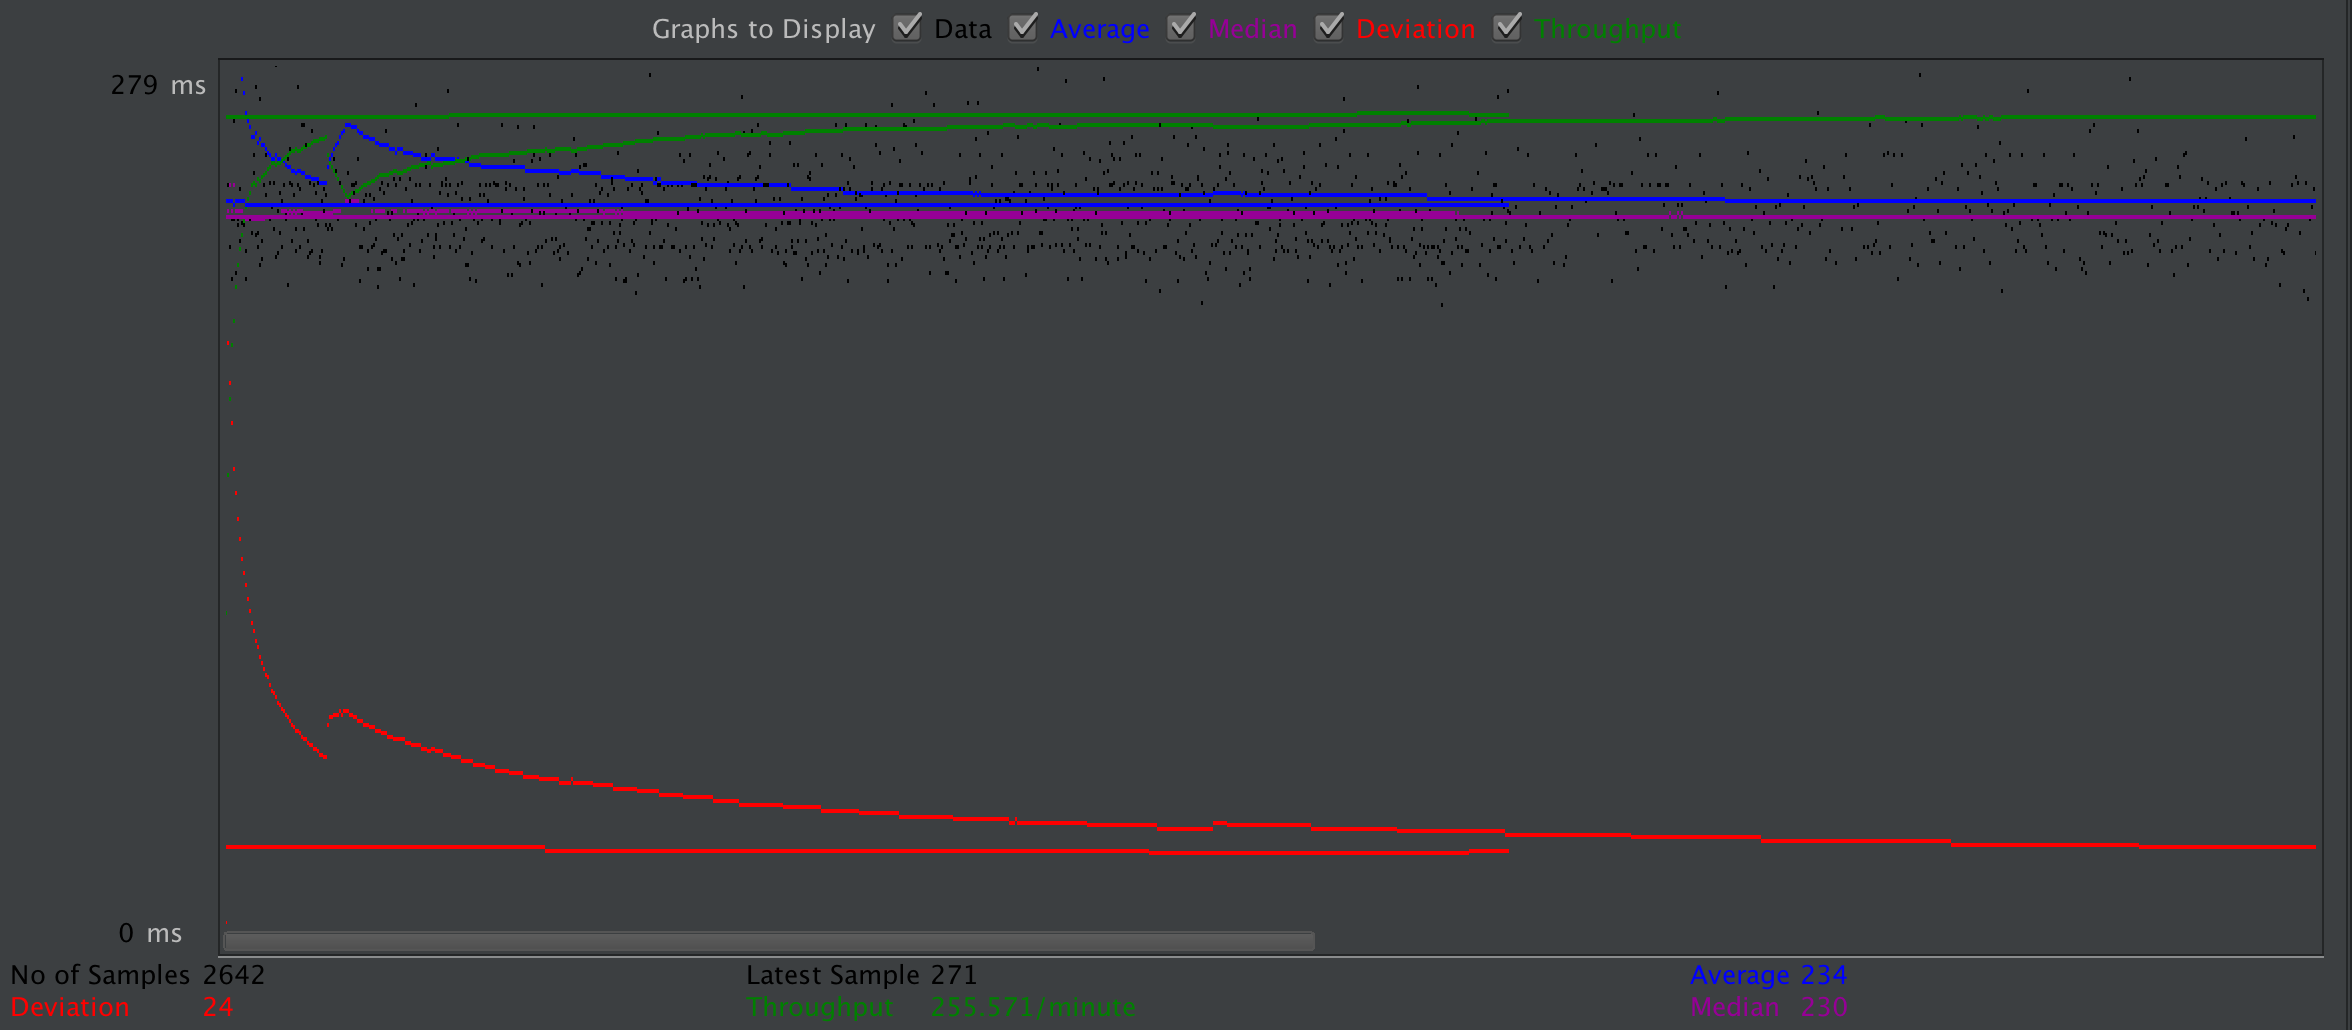 Graphs to Display Data Average Median Deviation Throughput
279 ms
0 ms
No of Samples 2642 Latest Sample 271 Average 234
Deviation 24 Throughput 255.571/minute Median 230